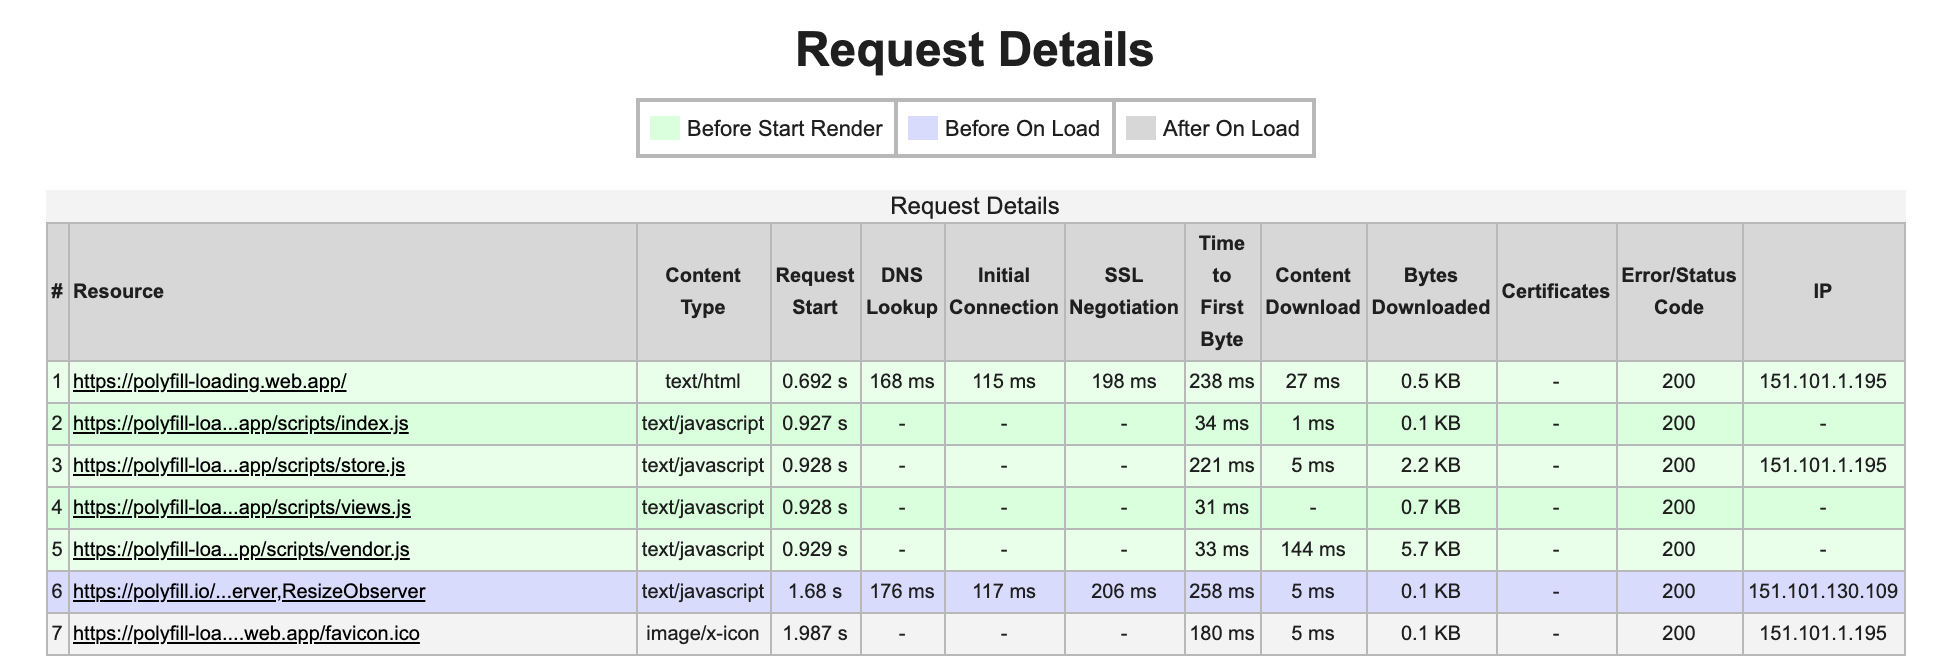 Request Details
Before Start Render Before On Load After On Load
Request Details
# Resource Content Type Request Start DNS Lookup Initial Connection SSL Negotiation Time to First Byte Content Download Bytes Downloaded Certificates Error/Status Code IP
1 https://polyfill-loading.web.app/ text/html 0.692 s 168 ms 115 ms 198 ms 238 ms 27 ms 0.5 KB - 200 151.101.1.195
2 https://polyfill-loa...app/scripts/index.js text/javascript 0.927 s - - - 34 ms 1 ms 0.1 KB - 200 -
3 https://polyfill-loa...app/scripts/store.js text/javascript 0.928 s - - - 221 ms 5 ms 2.2 KB - 200 151.101.1.195
4 https://polyfill-loa...app/scripts/views.js text/javascript 0.928 s - - - 31 ms - 0.7 KB - 200 -
5 https://polyfill-loa...pp/scripts/vendor.js text/javascript 0.929 s - - - 33 ms 144 ms 5.7 KB - 200 -
6 https://polyfill.io/...erver,ResizeObserver text/javascript 1.68 s 176 ms 117 ms 206 ms 258 ms 5 ms 0.1 KB - 200 151.101.130.109
7 https://polyfill-loa....web.app/favicon.ico image/x-icon 1.987 s - - - 180 ms 5 ms 0.1 KB - 200 151.101.1.195